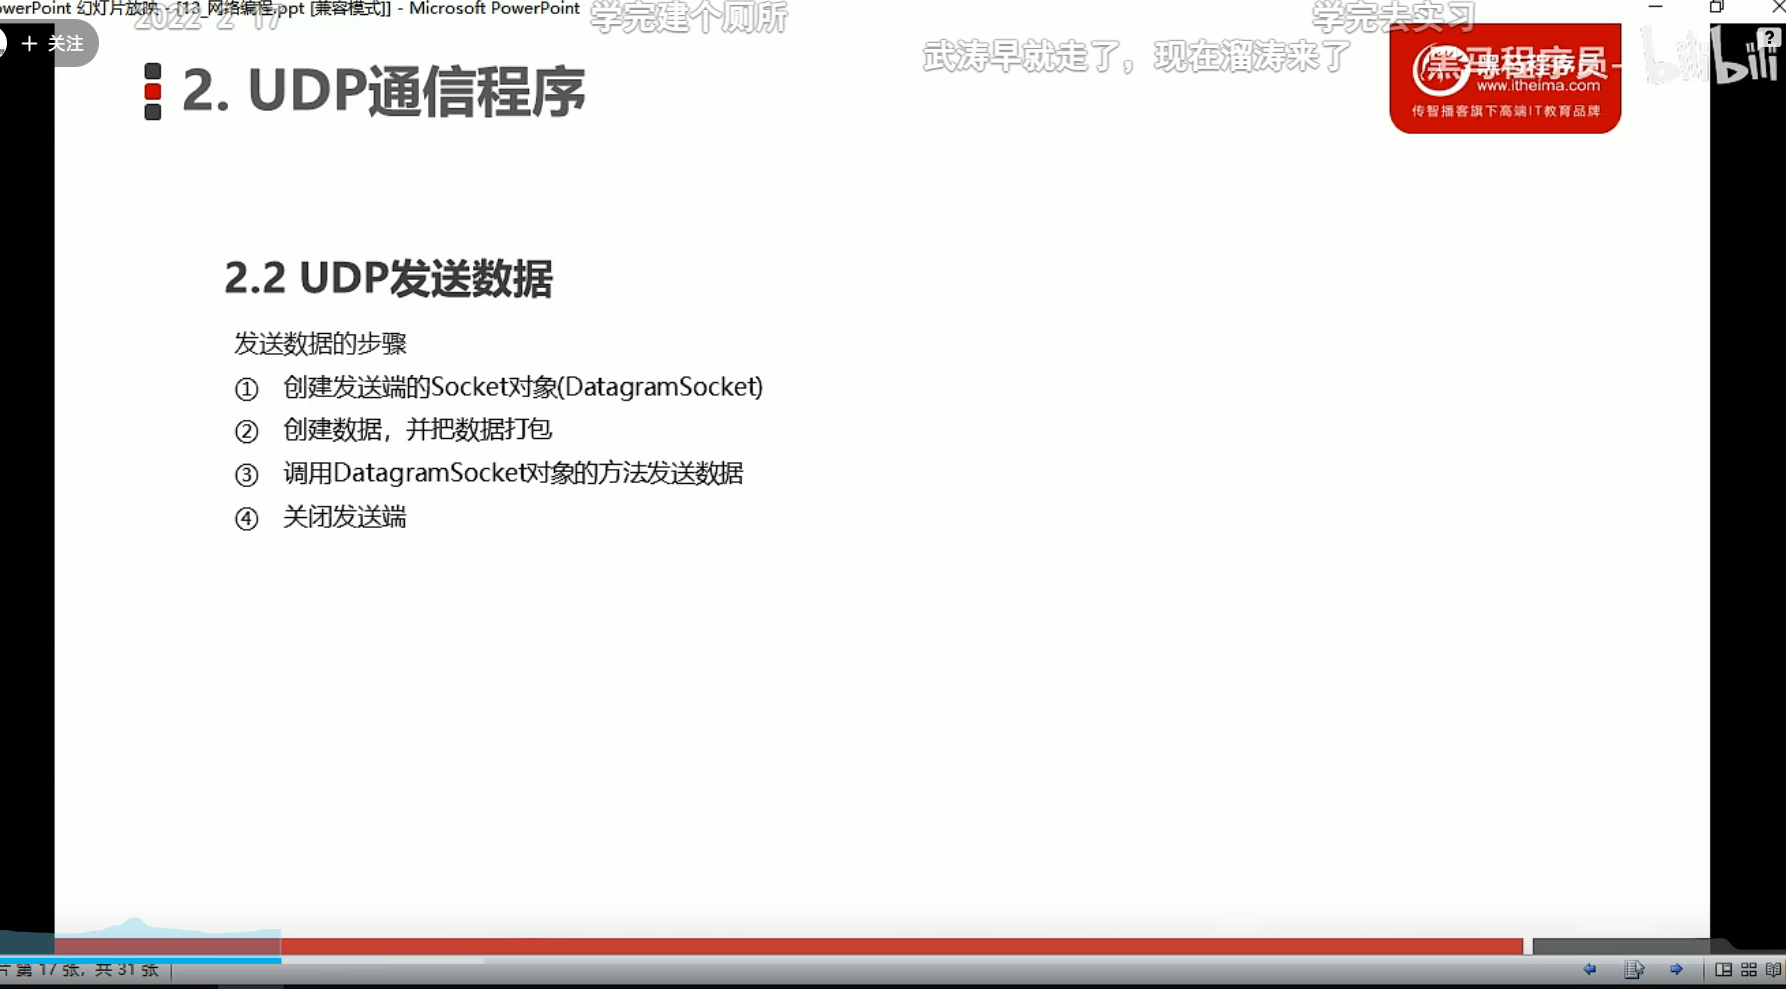 owerPoint 幻灯片放映 - [13_网络编程.ppt [兼容模式]] - Microsoft PowerPoint
2022-2-17
学完建个厕所
学完去实习
+ 关注
武涛早就走了，现在溜涛来了
黑马程序员-
bilibili
?
黑马程序员
www.itheima.com
传智播客旗下高端IT教育品牌
2. UDP通信程序
2.2 UDP发送数据
发送数据的步骤
① 创建发送端的Socket对象(DatagramSocket)
② 创建数据，并把数据打包
③ 调用DatagramSocket对象的方法发送数据
④ 关闭发送端
片 第 17 张，共 31 张